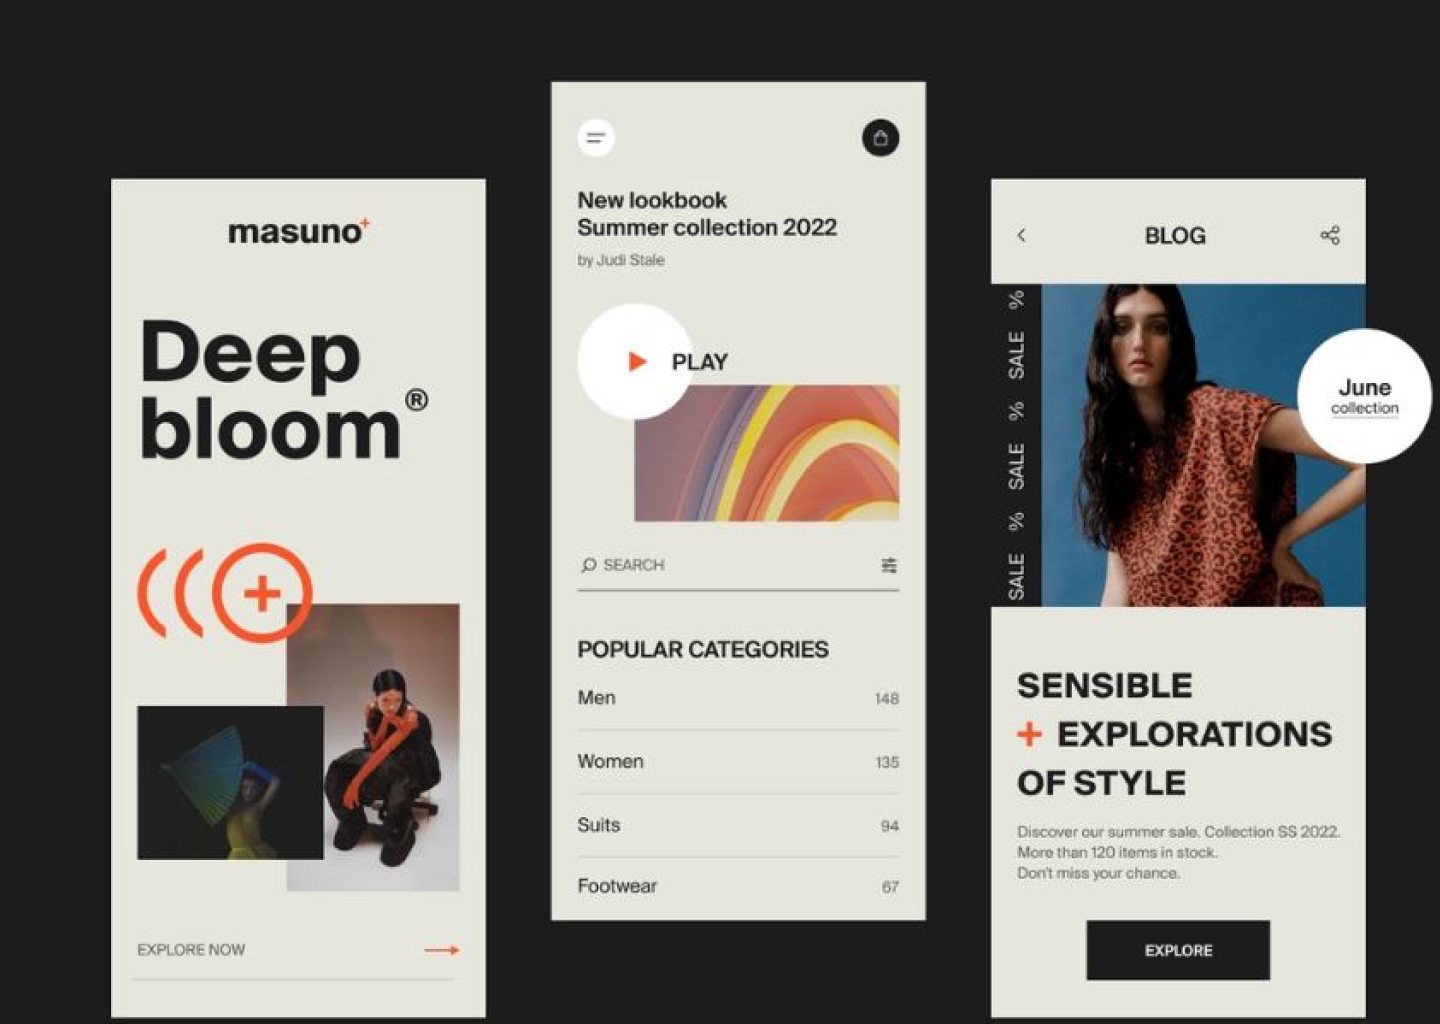 masuno+
Deep
bloom®
EXPLORE NOW
New lookbook
Summer collection 2022
by Judi Stale
PLAY
SEARCH
POPULAR CATEGORIES
Men 148
Women 135
Suits 94
Footwear 67
BLOG
SALE % SALE % SALE %
June
collection
SENSIBLE
+ EXPLORATIONS
OF STYLE
Discover our summer sale. Collection SS 2022.
More than 120 items in stock.
Don't miss your chance.
EXPLORE